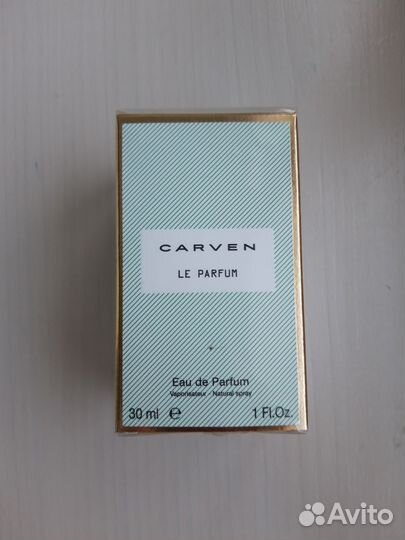 CARVEN
LE PARFUM
Eau de Parfum
Vaporisateur - Natural spray
30 ml ℮ 1 Fl.Oz.
Avito